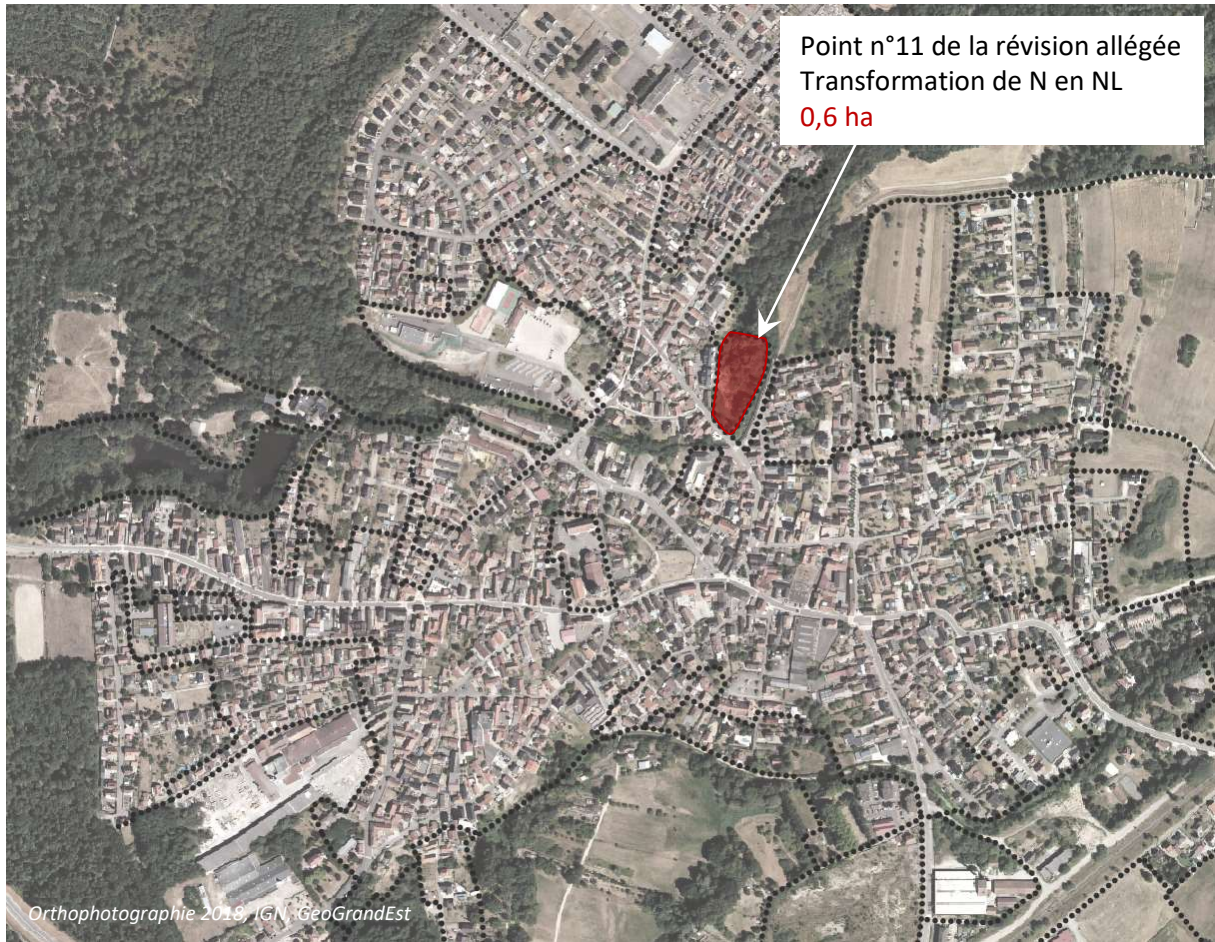 Point n°11 de la révision allégée
Transformation de N en NL
0,6 ha
Orthophotographie 2018, IGN, GeoGrandEst